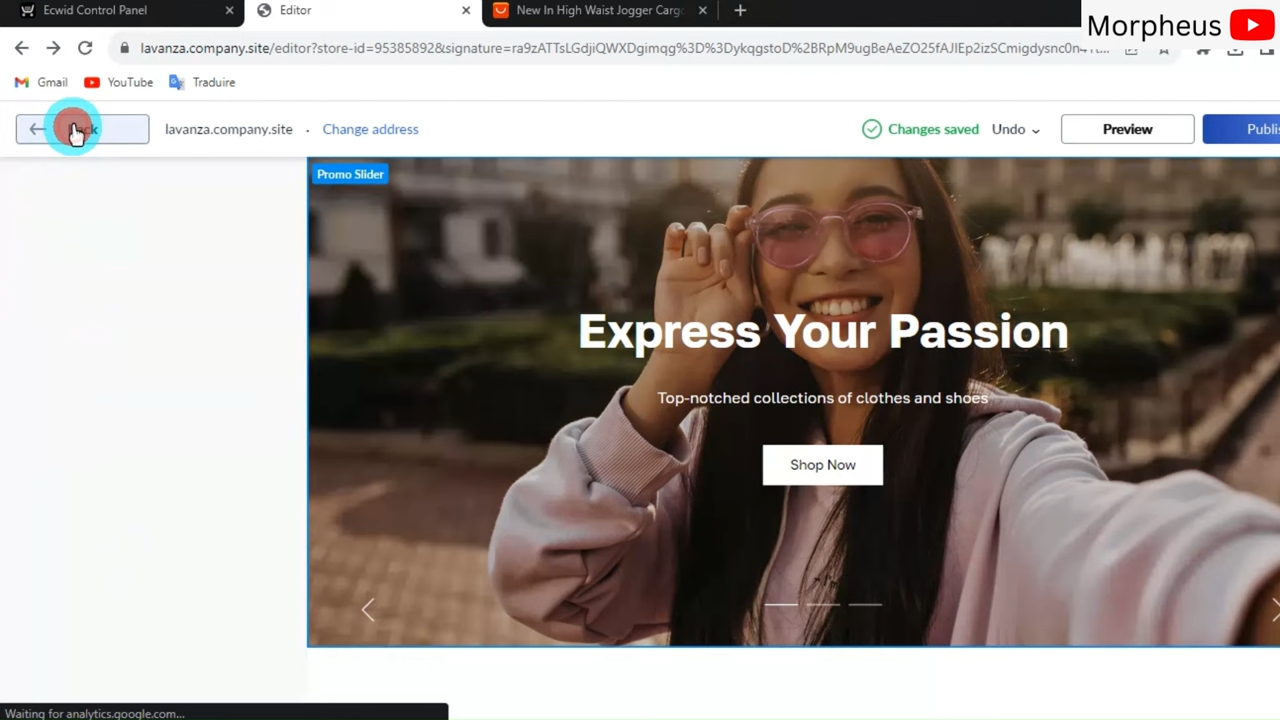 Ecwid Control Panel
Editor
New In High Waist Jogger Carg
Morpheus
lavanza.company.site/editor?store-id=95385892&signature=ra9zATTsLGdjiQWXDgimqg%3D%3DykqgstoD%2BRpM9ugBeAeZO25fAJIEp2izSCmigdysnc0n4
Gmail
YouTube
Traduire
lavanza.company.site · Change address
Changes saved
Undo
Preview
Publis
Promo Slider
Express Your Passion
Top-notched collections of clothes and shoes
Shop Now
Waiting for analytics.google.com...